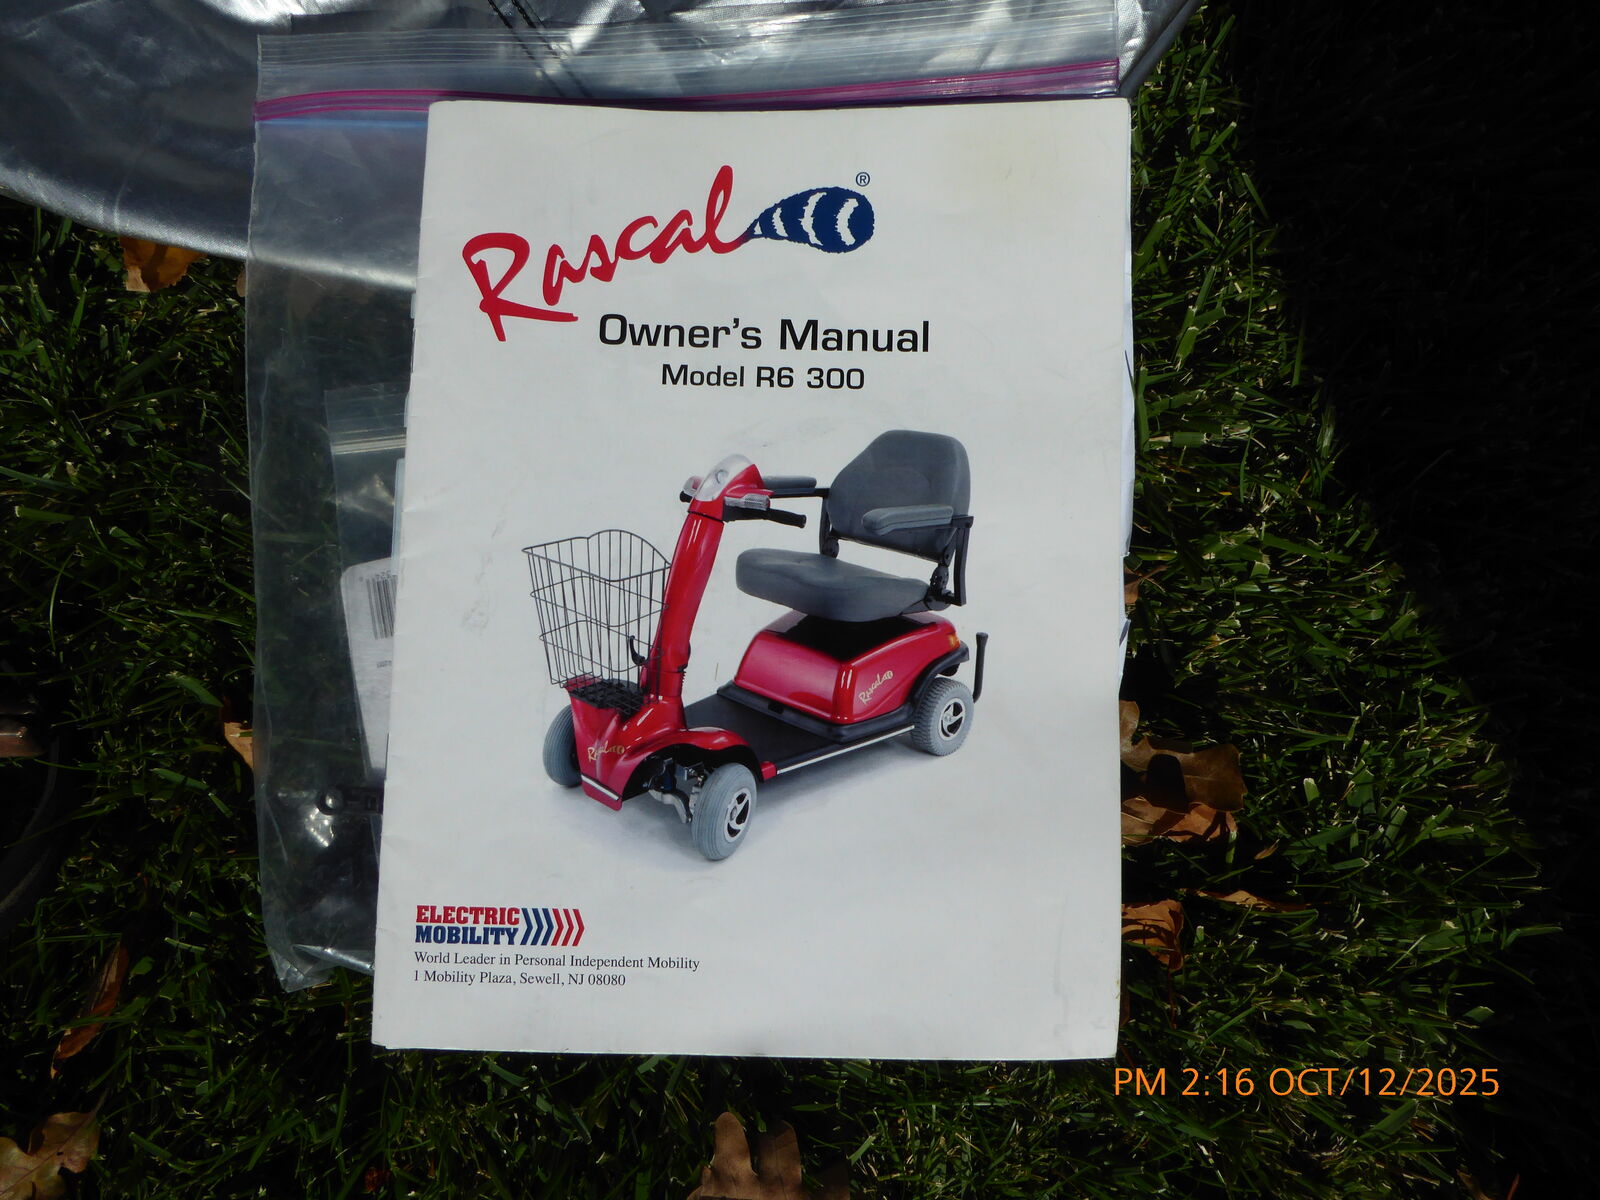 Rascal ®
Owner's Manual
Model R6 300
Rascal
Rascal
ELECTRIC
MOBILITY
World Leader in Personal Independent Mobility
1 Mobility Plaza, Sewell, NJ 08080
PM 2:16 OCT/12/2025